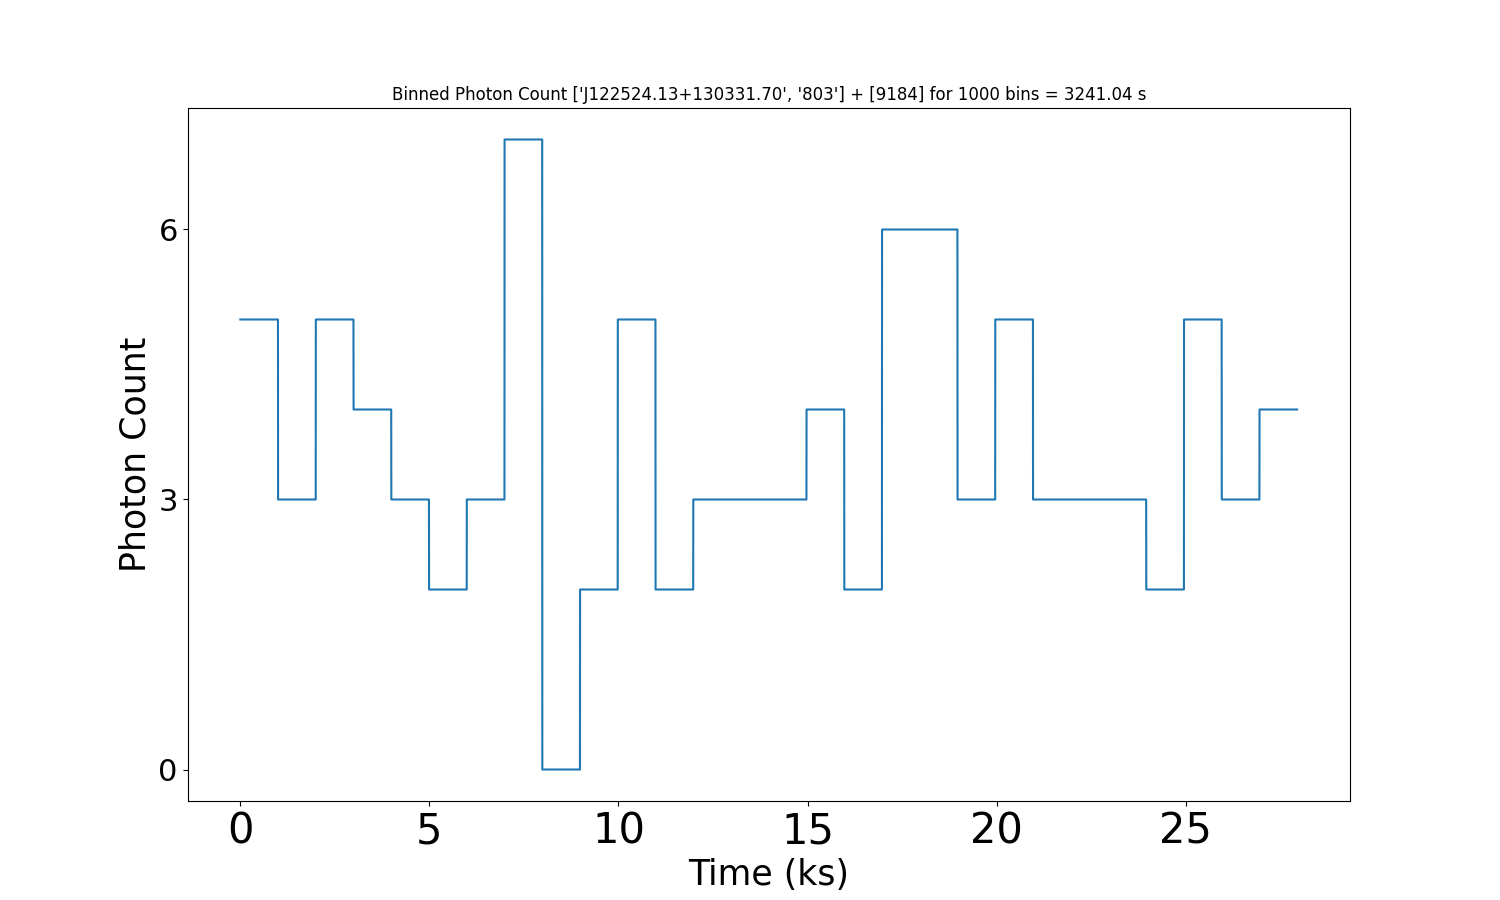 Binned Photon Count ['J122524.13+130331.70', '803'] + [9184] for 1000 bins = 3241.04 s
6
3
0
Photon Count
0 5 10 15 20 25
Time (ks)